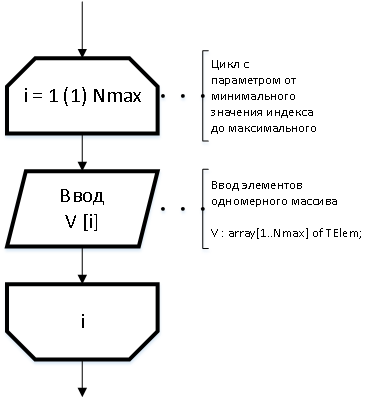 i = 1 (1) Nmax
Цикл с
параметром от
минимального
значения индекса
до максимального
Ввод
V [i]
Ввод элементов
одномерного массива
V : array[1..Nmax] of TElem;
i